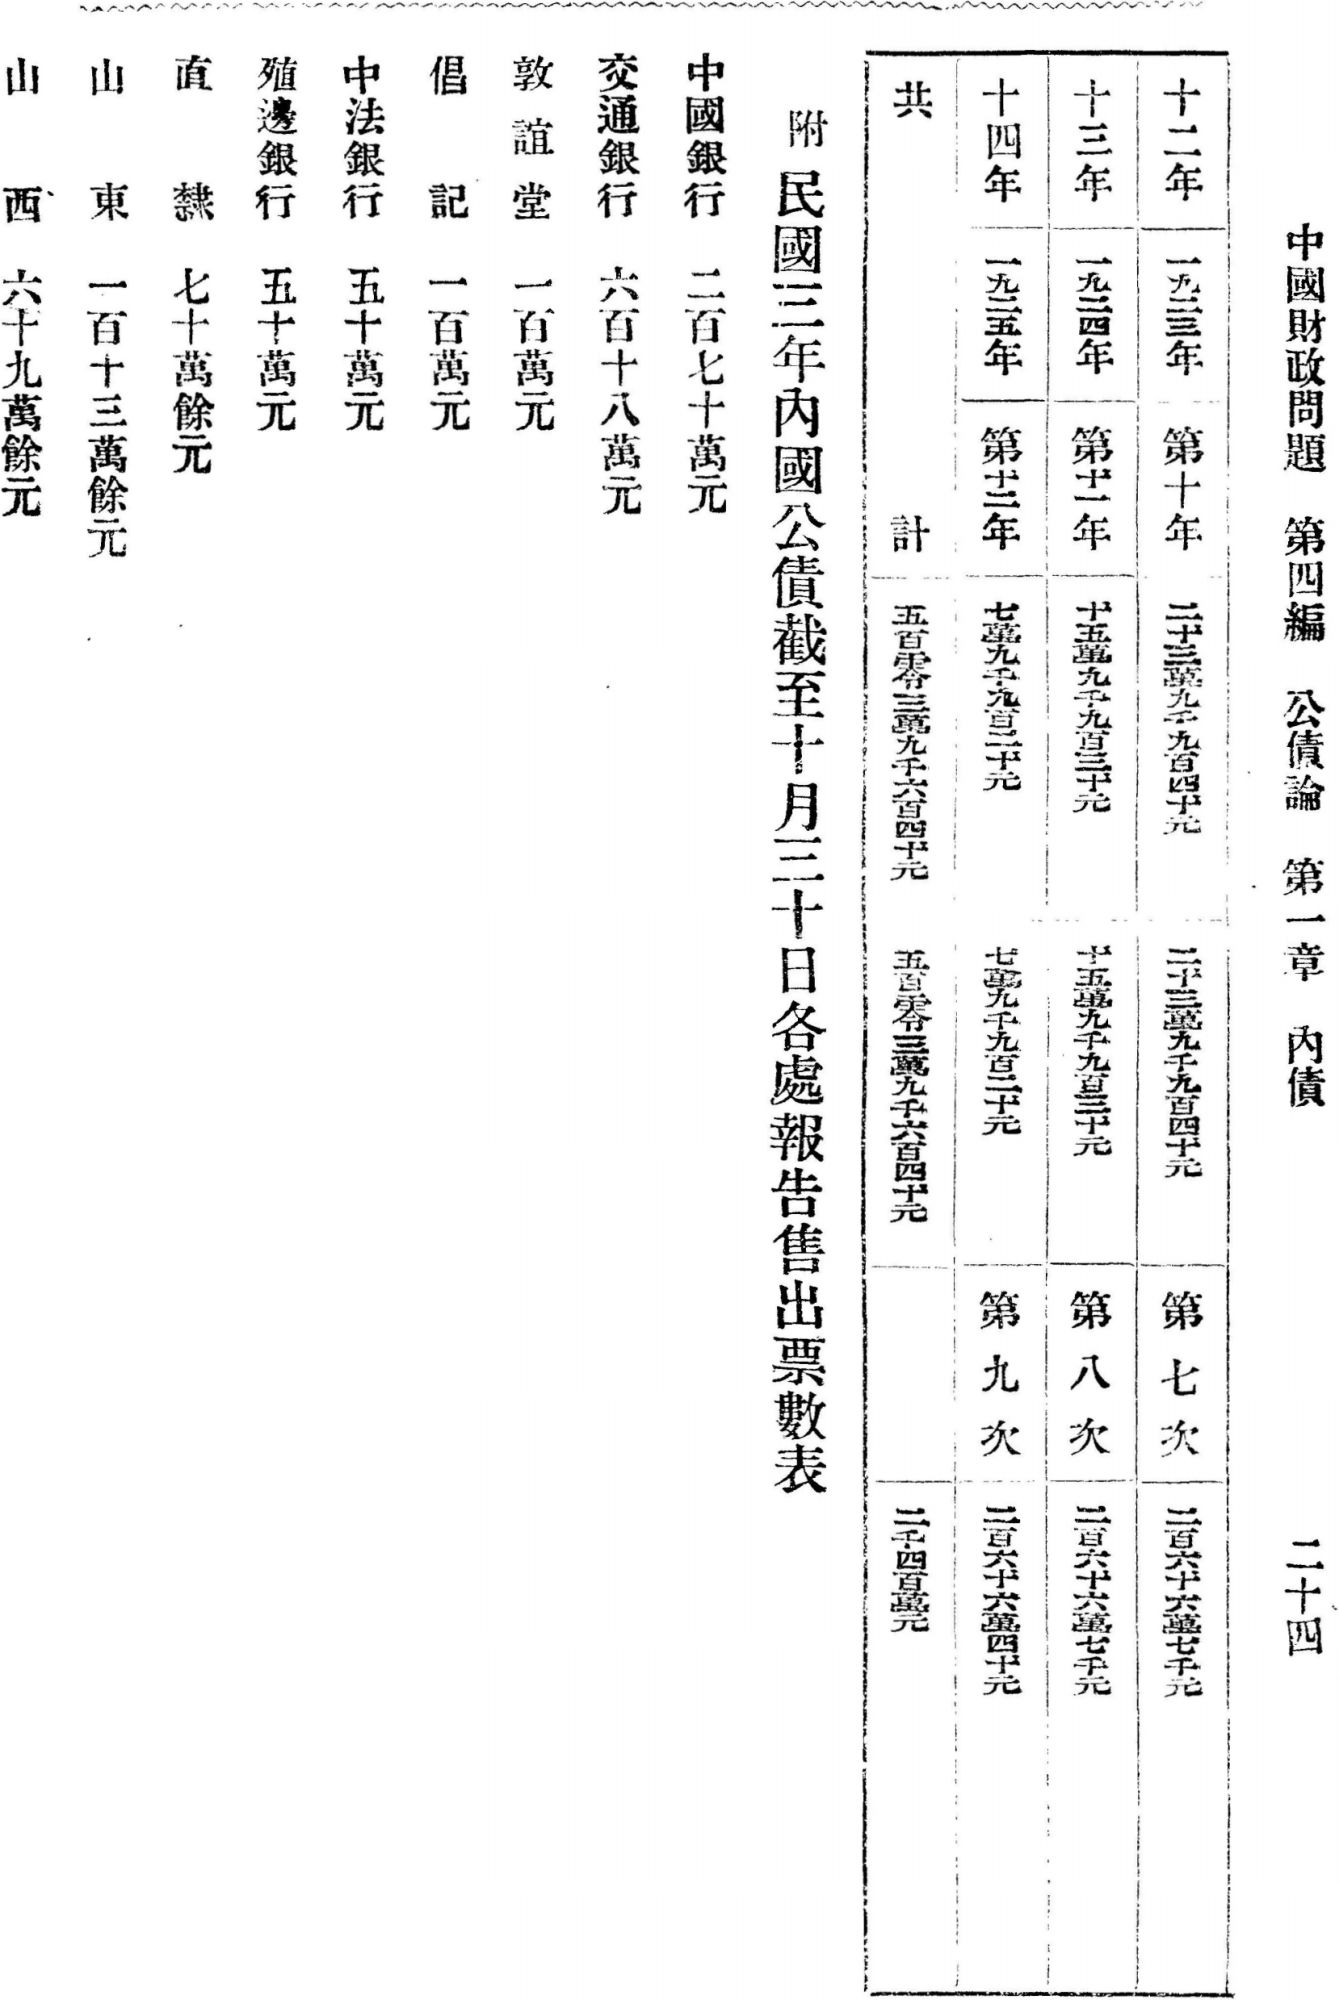 中國財政問題　第四編　公債論　第一章　內債　二十四
十二年　一九二三年　第十年　二十三萬九千九百四十元　二十三萬九千九百四十元　第七次　二百六十六萬七千元
十三年　一九二四年　第十一年　十五萬九千九百三十元　十五萬九千九百三十元　第八次　二百六十六萬七千元
十四年　一九二五年　第十二年　七萬九千九百二十元　七萬九千九百二十元　第九次　二百六十六萬四十元
共計　五百零三萬九千六百四十元　五百零三萬九千六百四十元　二千四百萬元
附民國三年內國公債截至十月三十日各處報告售出票數表
中國銀行　二百七十萬元
交通銀行　六百十八萬元
敦誼堂　一百萬元
倡記　一百萬元
中法銀行　五十萬元
殖邊銀行　五十萬元
直隸　七十萬餘元
山東　一百十三萬餘元
山西　六十九萬餘元